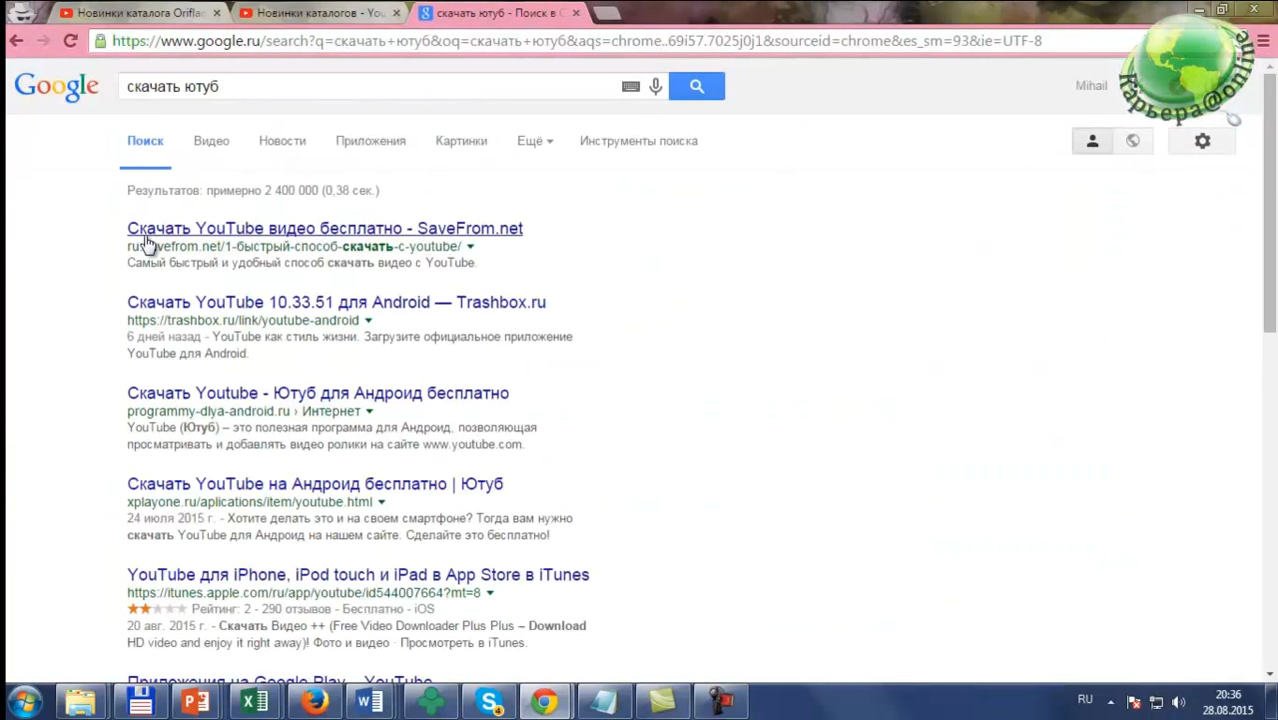 Новинки каталога Orifla
Новинки каталогов - You
скачать ютуб - Поиск в G
https://www.google.ru/search?q=скачать+ютуб&oq=скачать+ютуб&aqs=chrome..69i57.7025j0j1&sourceid=chrome&es_sm=93&ie=UTF-8
Карьера@online
Google
скачать ютуб
Mihail
Поиск Видео Новости Приложения Картинки Ещё Инструменты поиска
Результатов: примерно 2 400 000 (0,38 сек.)
Скачать YouTube видео бесплатно - SaveFrom.net
ru.savefrom.net/1-быстрый-способ-скачать-с-youtube/
Самый быстрый и удобный способ скачать видео с YouTube.
Скачать YouTube 10.33.51 для Android — Trashbox.ru
https://trashbox.ru/link/youtube-android
6 дней назад - YouTube как стиль жизни. Загрузите официальное приложение
YouTube для Android.
Скачать Youtube - Ютуб для Андроид бесплатно
programmy-dlya-android.ru › Интернет
YouTube (Ютуб) – это полезная программа для Андроид, позволяющая
просматривать и добавлять видео ролики на сайте www.youtube.com.
Скачать YouTube на Андроид бесплатно | Ютуб
xplayone.ru/aplications/item/youtube.html
24 июля 2015 г. - Хотите делать это и на своем смартфоне? Тогда вам нужно
скачать YouTube для Андроид на нашем сайте. Сделайте это бесплатно!
YouTube для iPhone, iPod touch и iPad в App Store в iTunes
https://itunes.apple.com/ru/app/youtube/id544007664?mt=8
Рейтинг: 2 - 290 отзывов - Бесплатно - iOS
20 авг. 2015 г. - Скачать Видео ++ (Free Video Downloader Plus Plus – Download
HD video and enjoy it right away)! Фото и видео · Просмотреть в iTunes.
Приложения на Google Play – YouTube
RU
20:36
28.08.2015